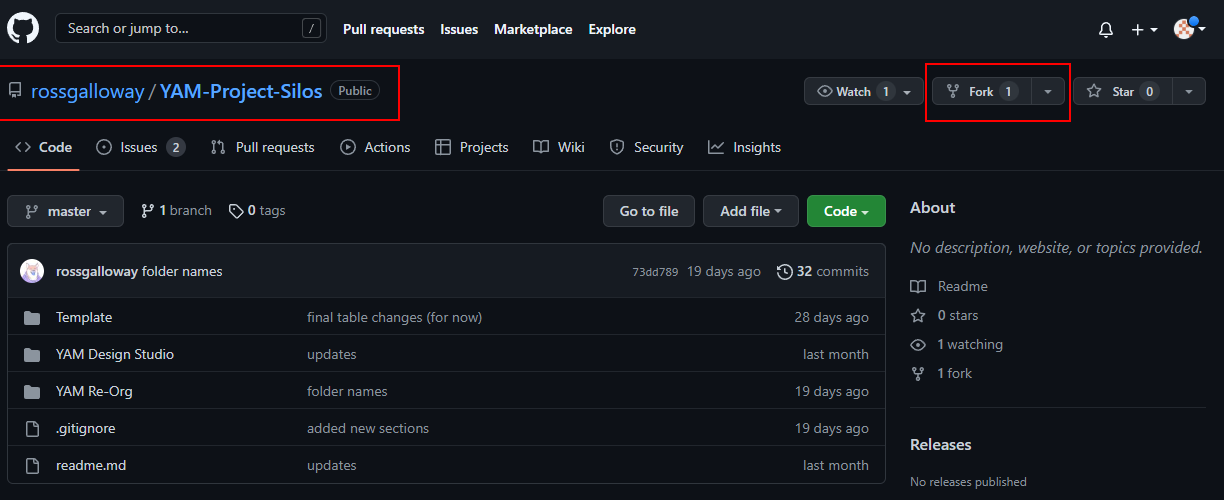 Search or jump to... /
Pull requests Issues Marketplace Explore
rossgalloway / YAM-Project-Silos Public
Watch 1 Fork 1 Star 0
Code Issues 2 Pull requests Actions Projects Wiki Security Insights
master 1 branch 0 tags Go to file Add file Code
rossgalloway folder names 73dd789 19 days ago 32 commits
Template final table changes (for now) 28 days ago
YAM Design Studio updates last month
YAM Re-Org folder names 19 days ago
.gitignore added new sections 19 days ago
readme.md updates last month
About
No description, website, or topics provided.
Readme
0 stars
1 watching
1 fork
Releases
No releases published